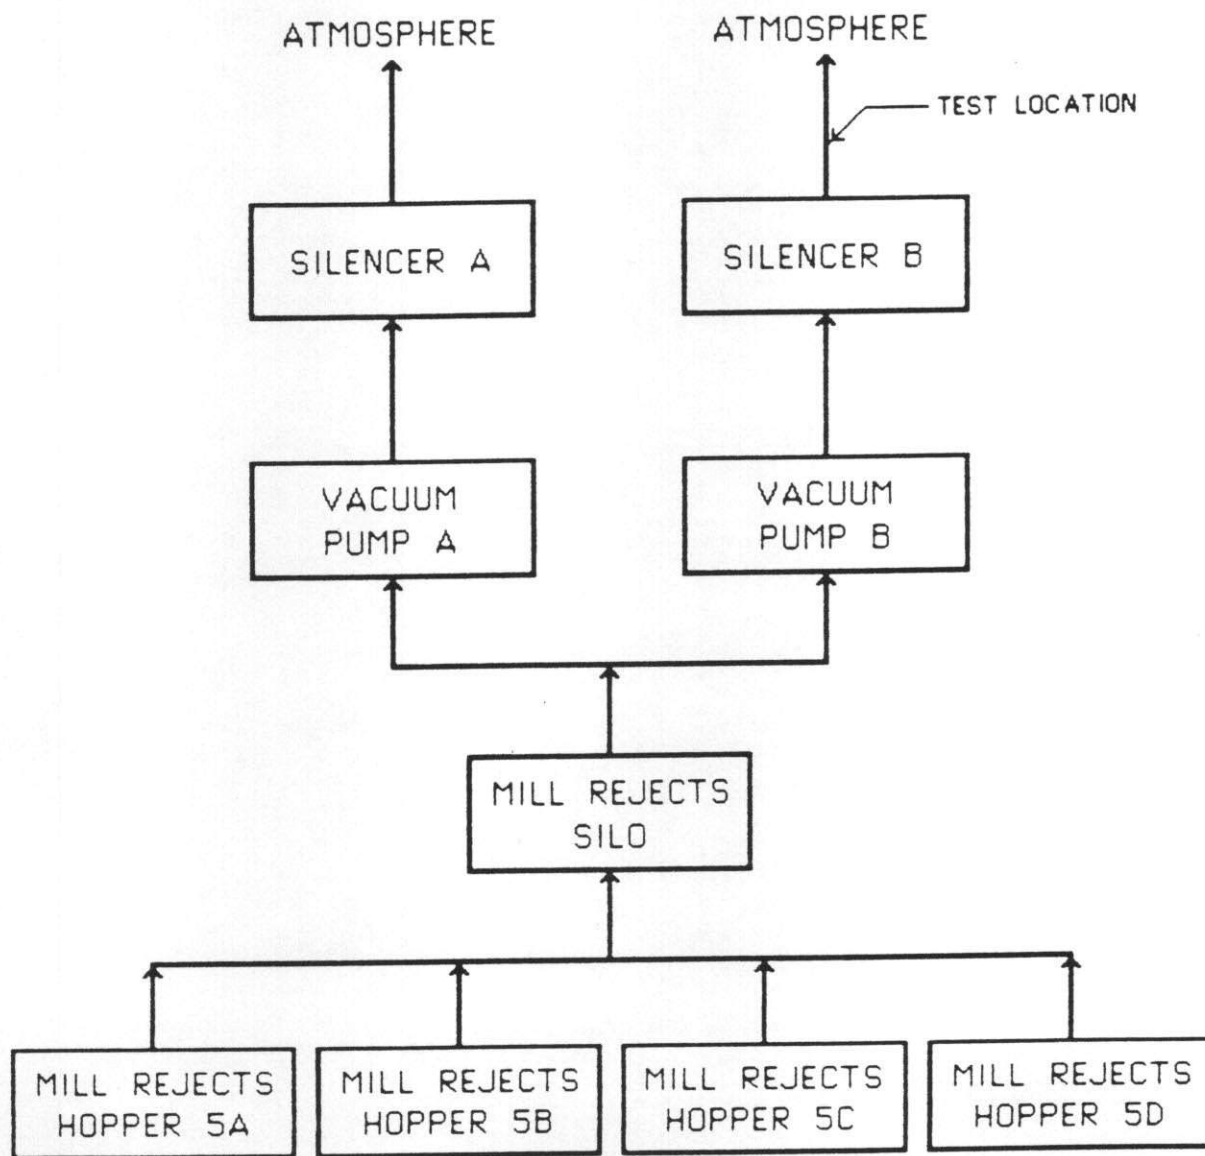 ATMOSPHERE
ATMOSPHERE
TEST LOCATION
SILENCER A
SILENCER B
VACUUM
PUMP A
VACUUM
PUMP B
MILL REJECTS
SILO
MILL REJECTS
HOPPER 5A
MILL REJECTS
HOPPER 5B
MILL REJECTS
HOPPER 5C
MILL REJECTS
HOPPER 5D